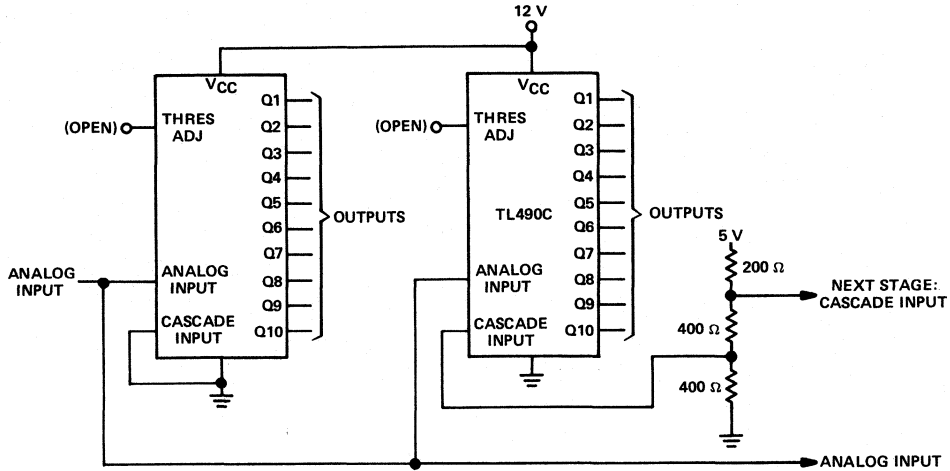 12 V
VCC
(OPEN)
THRES
ADJ
Q1
Q2
Q3
Q4
Q5
Q6
Q7
Q8
Q9
Q10
OUTPUTS
ANALOG
INPUT
ANALOG
INPUT
CASCADE
INPUT
VCC
(OPEN)
THRES
ADJ
TL490C
ANALOG
INPUT
CASCADE
INPUT
Q1
Q2
Q3
Q4
Q5
Q6
Q7
Q8
Q9
Q10
OUTPUTS
5 V
200 Ω
400 Ω
400 Ω
NEXT STAGE:
CASCADE INPUT
ANALOG INPUT